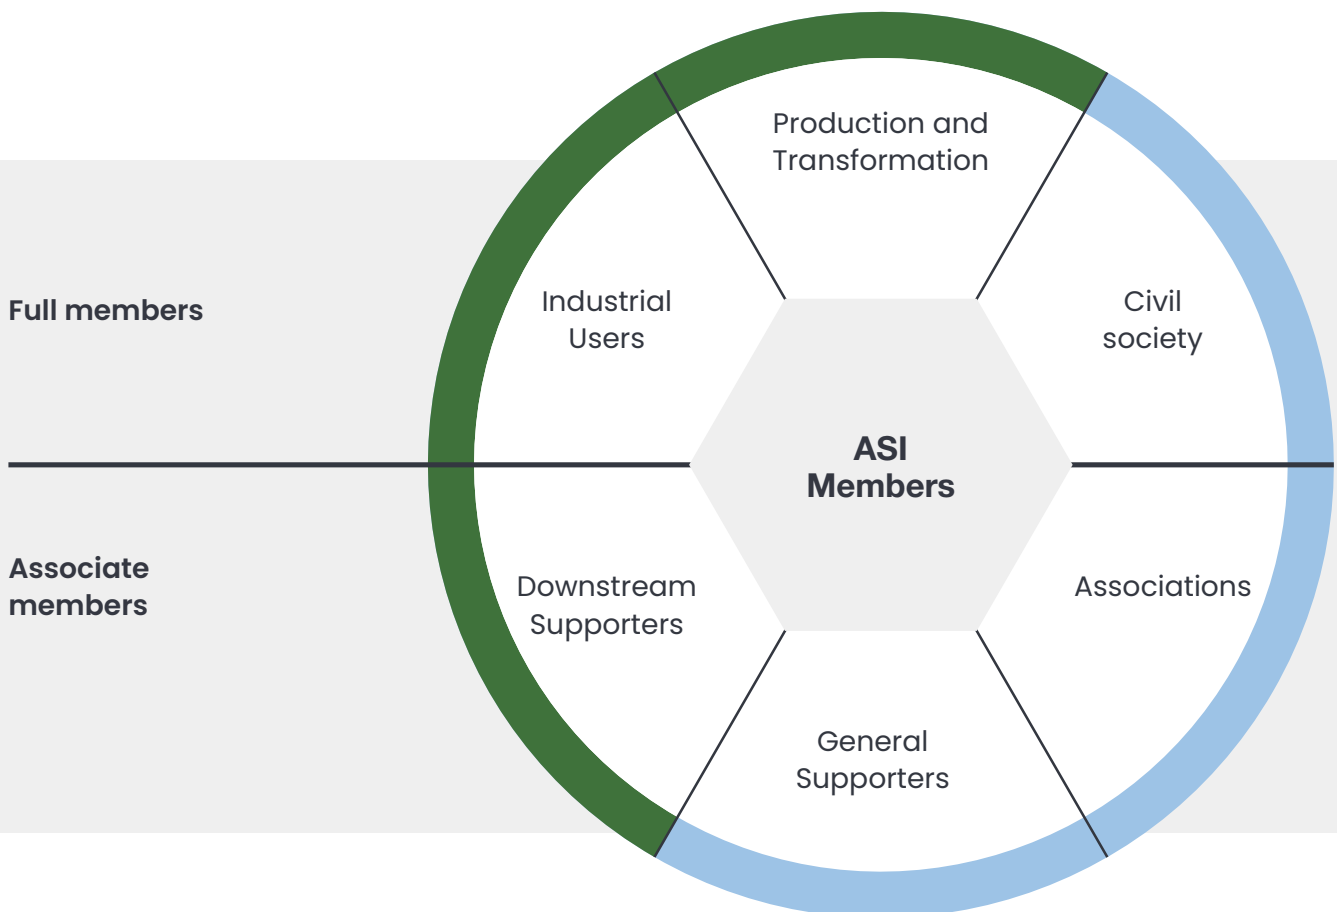 Production and
Transformation
Full members
Industrial
Users
Civil
society
ASI
Members
Associate
members
Downstream
Supporters
Associations
General
Supporters